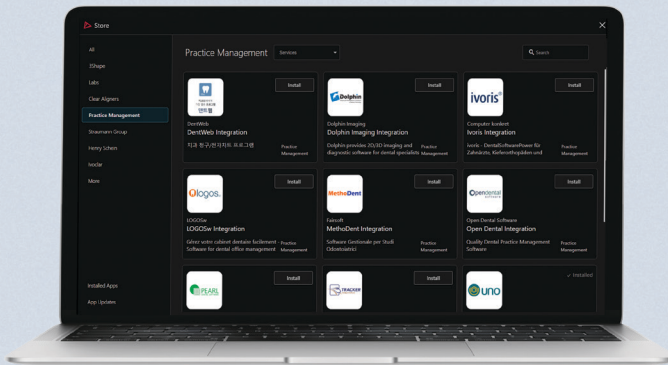 Store
All
3Shape
Labs
Clear Aligners
Practice Management
Straumann Group
Henry Schein
Ivoclar
More
Installed Apps
App Updates
Practice Management
Services
Search
Install
DentWeb
DentWeb Integration
치과 청구/전자차트 프로그램
Practice
Management
Dolphin
Install
Dolphin Imaging
Dolphin Imaging Integration
Dolphin provides 2D/3D imaging and
diagnostic software for dental specialists
Practice
Management
ivoris®
Install
Computer konkret
Ivoris Integration
ivoris - DentalSoftwarePower für
Zahnärzte, Kieferorthopäden und
Practice
Management
logos.
Install
LOGOSw
LOGOSw Integration
Gérez votre cabinet dentaire facilement -
Software for dental office management
Practice
Management
MethoDent
Install
Fairsoft
MethoDent Integration
Software Gestionale per Studi
Odontoiatrici
Practice
Management
Opendental
software
Install
Open Dental Software
Open Dental Integration
Quality Dental Practice Management
Software
Practice
Management
PEARL
Install
TRACKER
Install
uno
✓ Installed